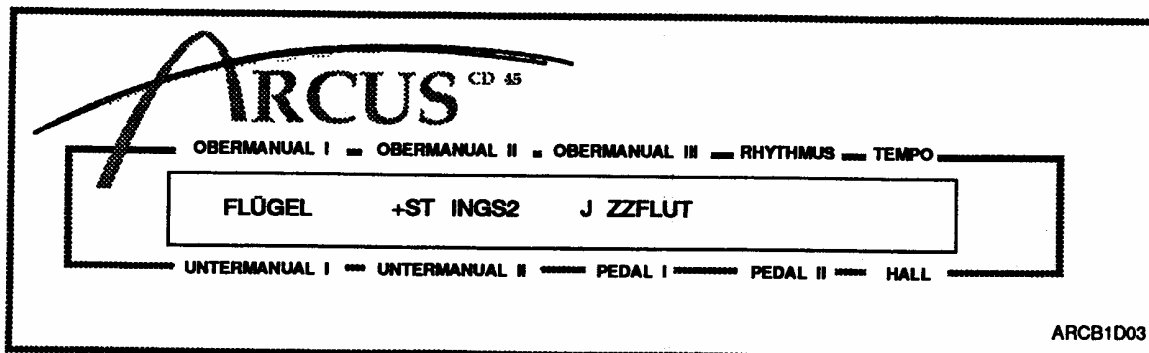 ARCUS CD 45
OBERMANUAL I OBERMANUAL II OBERMANUAL III RHYTHMUS TEMPO
FLÜGEL +ST INGS2 J ZZFLUT
UNTERMANUAL I UNTERMANUAL II PEDAL I PEDAL II HALL
ARCB1D03